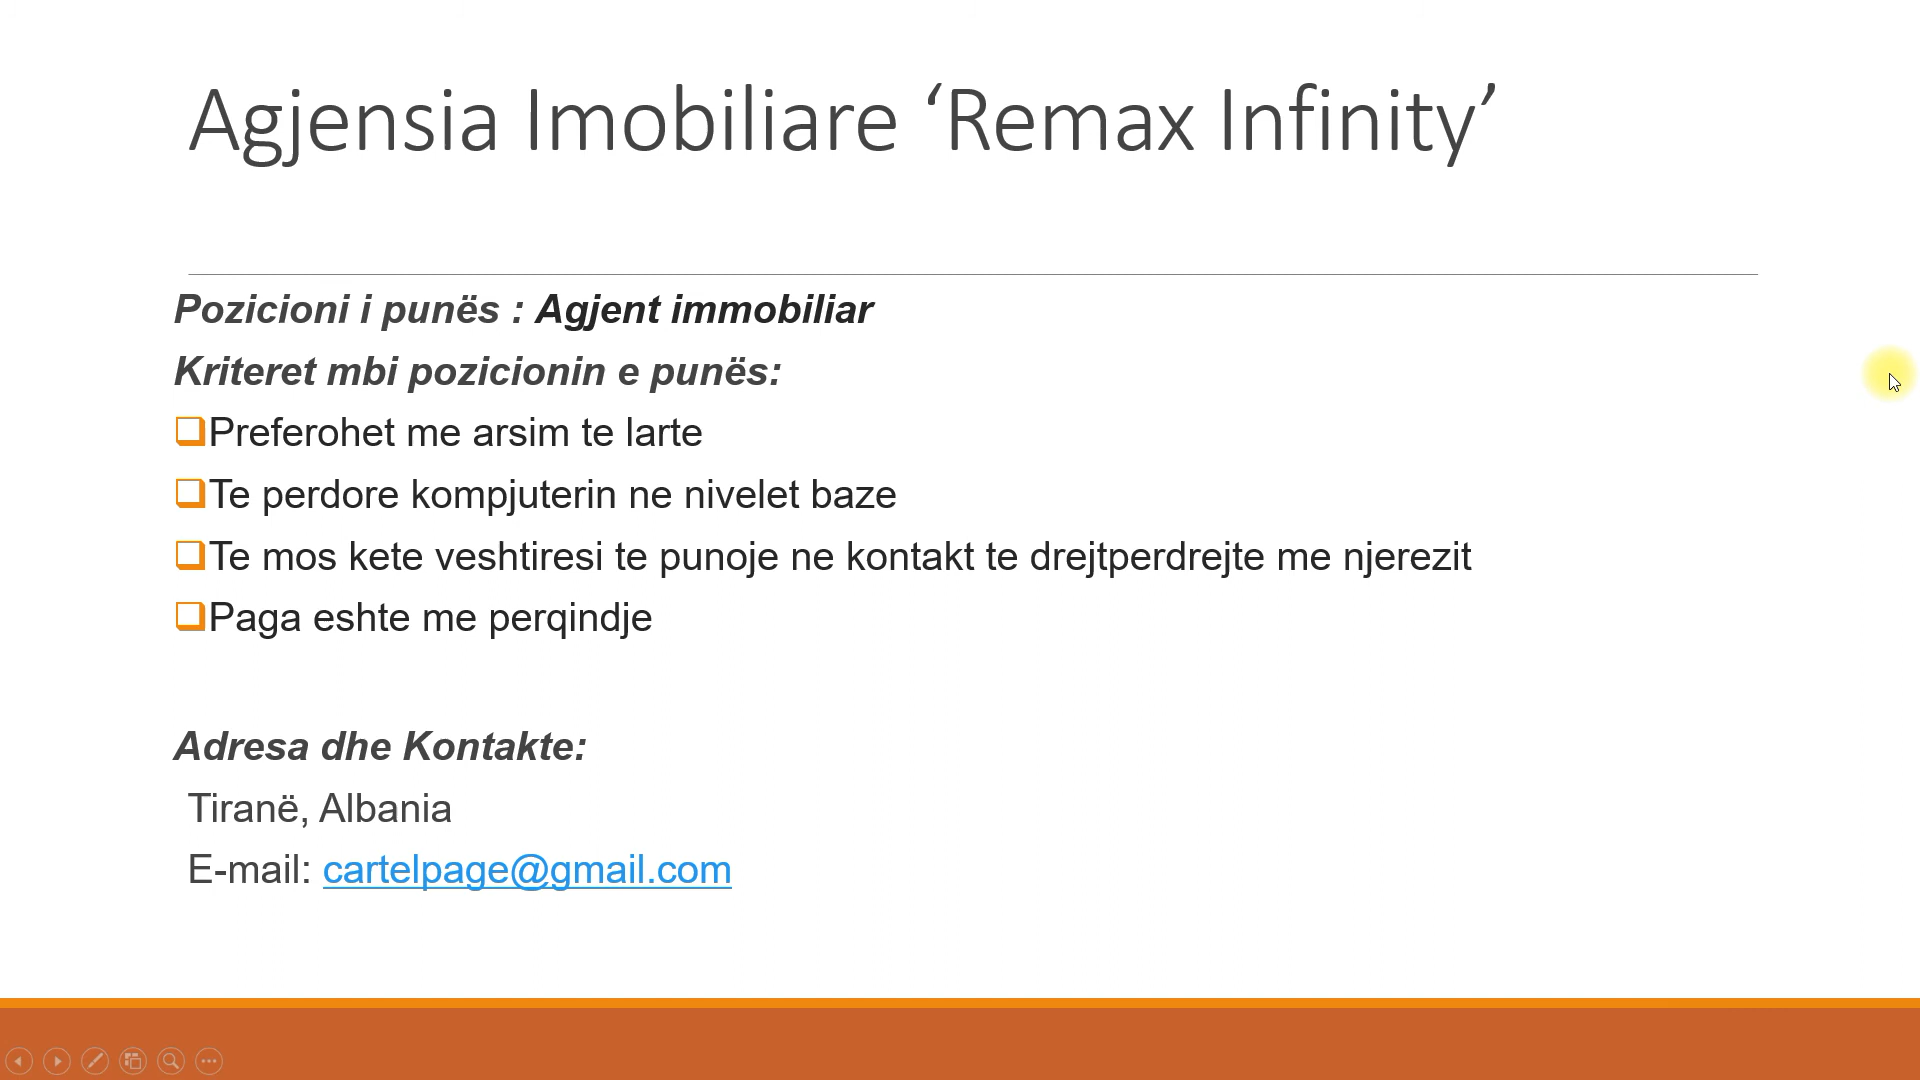 Agjensia Imobiliare ‘Remax Infinity’
Pozicioni i punës : Agjent immobiliar
Kriteret mbi pozicionin e punës:
Preferohet me arsim te larte
Te perdore kompjuterin ne nivelet baze
Te mos kete veshtiresi te punoje ne kontakt te drejtperdrejte me njerezit
Paga eshte me perqindje
Adresa dhe Kontakte:
Tiranë, Albania
E-mail: cartelpage@gmail.com